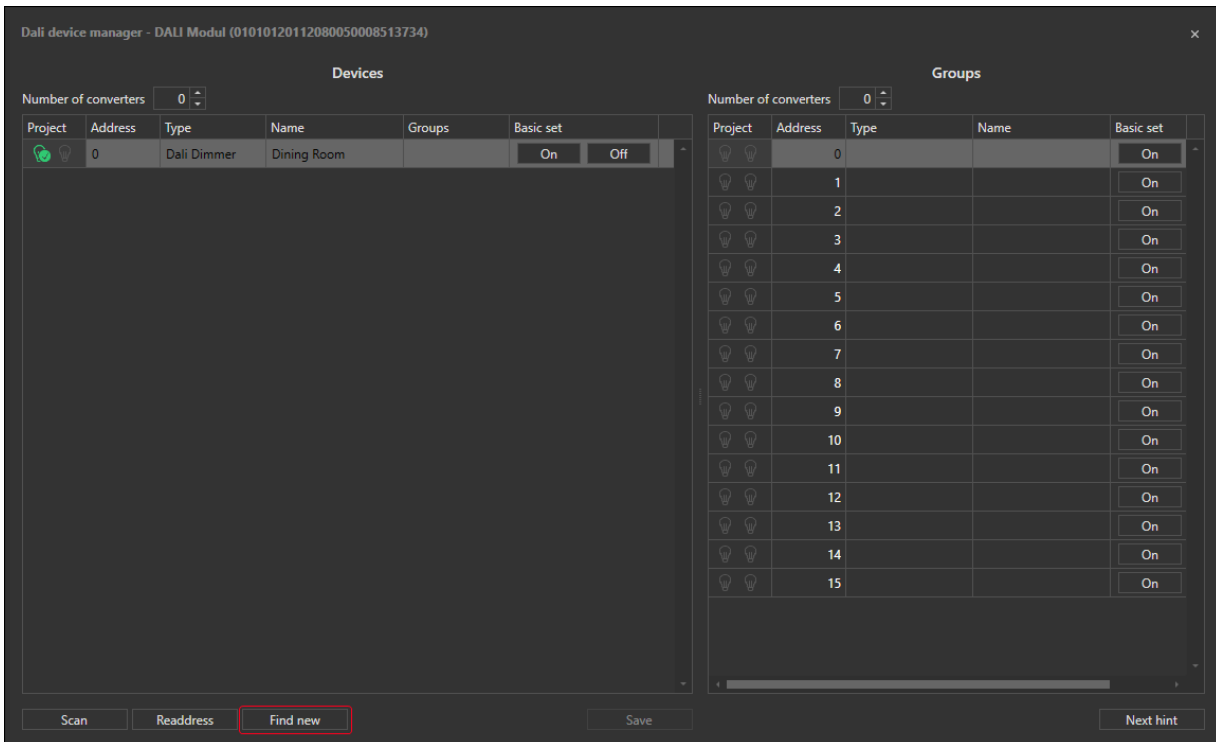 Dali device manager - DALI Modul (01010120112080050008513734)
Devices
Number of converters 0
Project Address Type Name Groups Basic set
0 Dali Dimmer Dining Room On Off
Groups
Number of converters 0
Project Address Type Name Basic set
0 On
1 On
2 On
3 On
4 On
5 On
6 On
7 On
8 On
9 On
10 On
11 On
12 On
13 On
14 On
15 On
Scan Readdress Find new Save Next hint